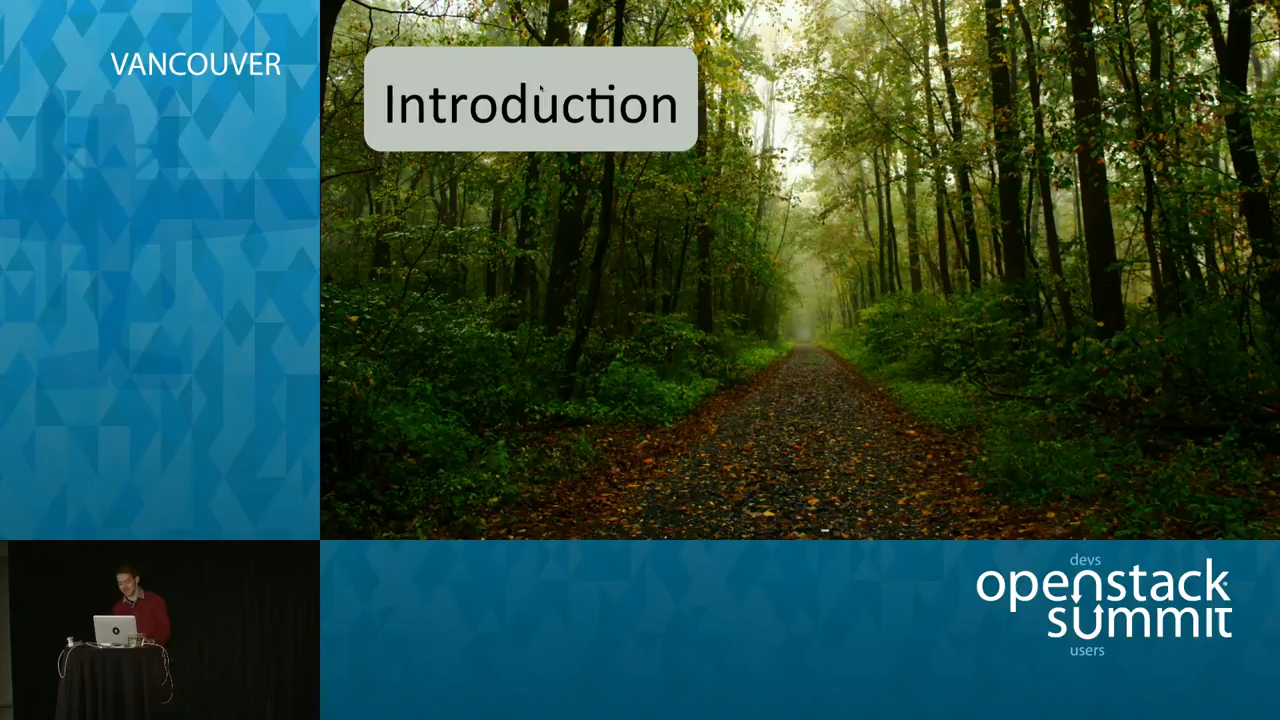 VANCOUVER
Introduction
devs
openstack
summit
users